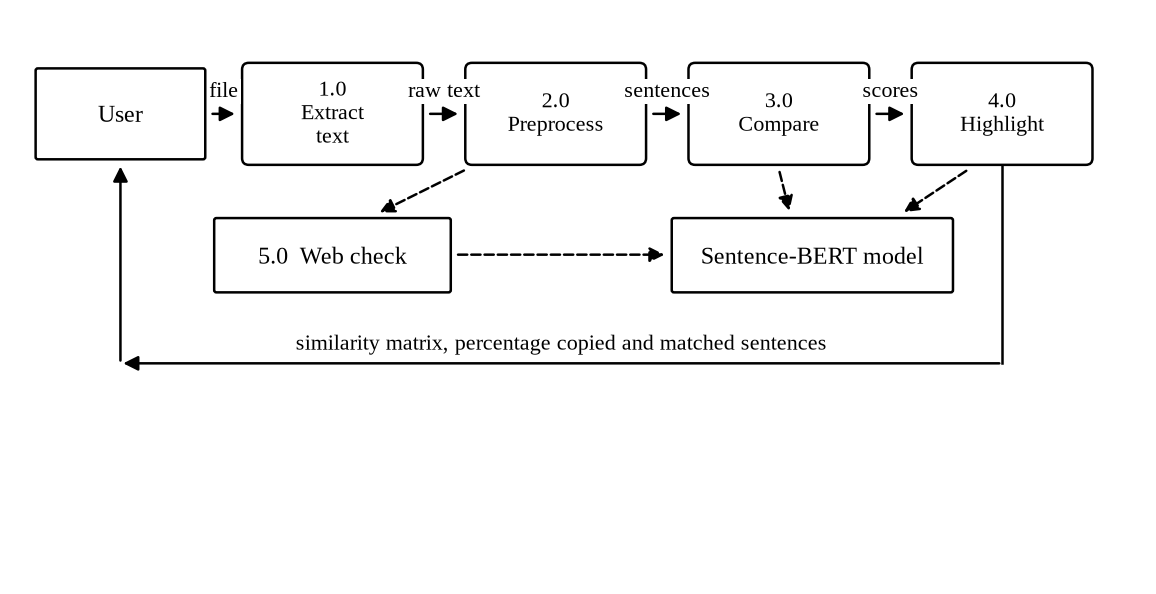 User
file
1.0
Extract
text
raw text
2.0
Preprocess
sentences
3.0
Compare
scores
4.0
Highlight
5.0 Web check
Sentence-BERT model
similarity matrix, percentage copied and matched sentences